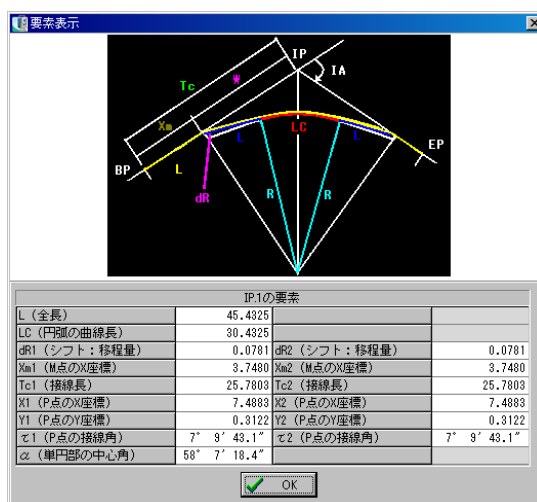 要素表示
IP
IA
Tc
W
Xm
L
LC
L
BP
L
EP
R
R
dR
IP.1の要素
L (全長) 45.4325
LC (円弧の曲線長) 30.4325
dR1 (シフト:移程量) 0.0781 dR2 (シフト:移程量) 0.0781
Xm1 (M点のX座標) 3.7480 Xm2 (M点のX座標) 3.7480
Tc1 (接線長) 25.7803 Tc2 (接線長) 25.7803
X1 (P点のX座標) 7.4883 X2 (P点のX座標) 7.4883
Y1 (P点のY座標) 0.3122 Y2 (P点のY座標) 0.3122
τ1 (P点の接線角) 7° 9′ 43.1″ τ2 (P点の接線角) 7° 9′ 43.1″
α (単円部の中心角) 58° 7′ 18.4″
OK